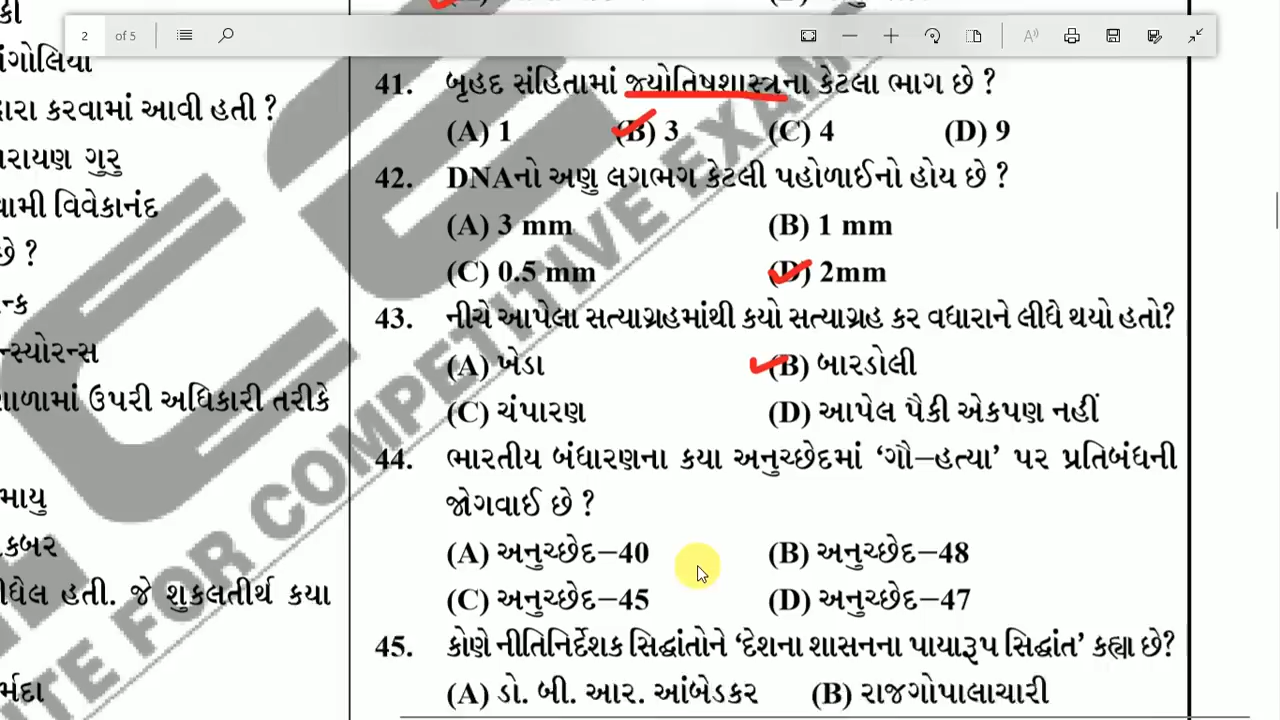 2 of 5
ંગોલિયા
દ્વારા કરવામાં આવી હતી ?
નારાયણ ગુરુ
સ્વામી વિવેકાનંદ
છે ?
ન્ક
ન્સ્યોરન્સ
શાળામાં ઉપરી અધિકારી તરીકે
માયુ
કબર
ીધેલ હતી. જે શુકલતીર્થ કયા
ર્મદા
41. બૃહદ સંહિતામાં જ્યોતિષશાસ્ત્રના કેટલા ભાગ છે ?
(A) 1 (B) 3 (C) 4 (D) 9
42. DNAનો અણુ લગભગ કેટલી પહોળાઈનો હોય છે ?
(A) 3 mm (B) 1 mm
(C) 0.5 mm (D) 2mm
43. નીચે આપેલા સત્યાગ્રહમાંથી કયો સત્યાગ્રહ કર વધારાને લીધે થયો હતો?
(A) ખેડા (B) બારડોલી
(C) ચંપારણ (D) આપેલ પૈકી એકપણ નહીં
44. ભારતીય બંધારણના કયા અનુચ્છેદમાં ‘ગૌ–હત્યા’ પર પ્રતિબંધની
જોગવાઈ છે ?
(A) અનુચ્છેદ–40 (B) અનુચ્છેદ–48
(C) અનુચ્છેદ–45 (D) અનુચ્છેદ–47
45. કોણે નીતિનિર્દેશક સિદ્ધાંતોને ‘દેશના શાસનના પાયારૂપ સિદ્ધાંત’ કહ્યા છે?
(A) ડો. બી. આર. આંબેડકર (B) રાજગોપાલાચારી
FOR COMPETITIVE EXAM